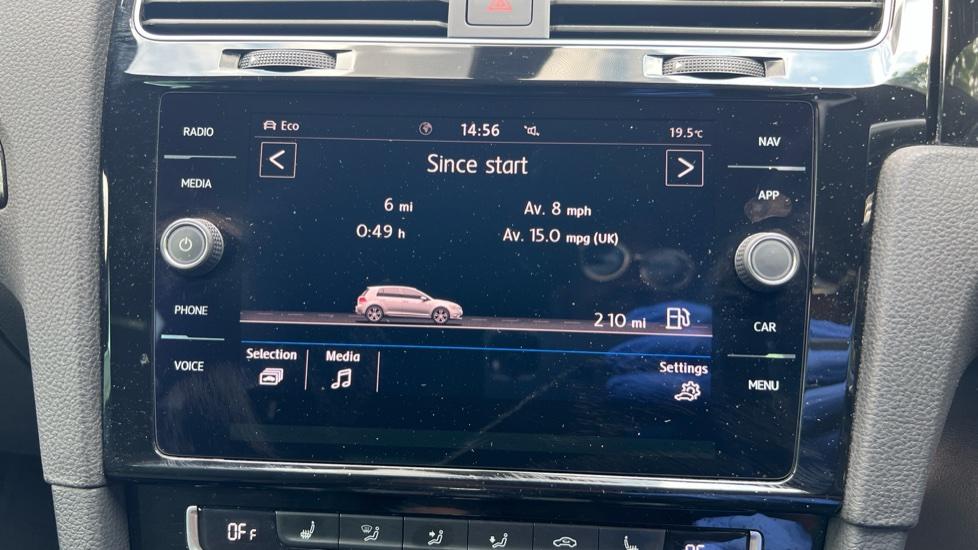 RADIO
MEDIA
PHONE
VOICE
Eco 14:56 19.5°C
< Since start >
6 mi Av. 8 mph
0:49 h Av. 15.0 mpg (UK)
210 mi
Selection Media Settings
NAV
APP
CAR
MENU
OFF